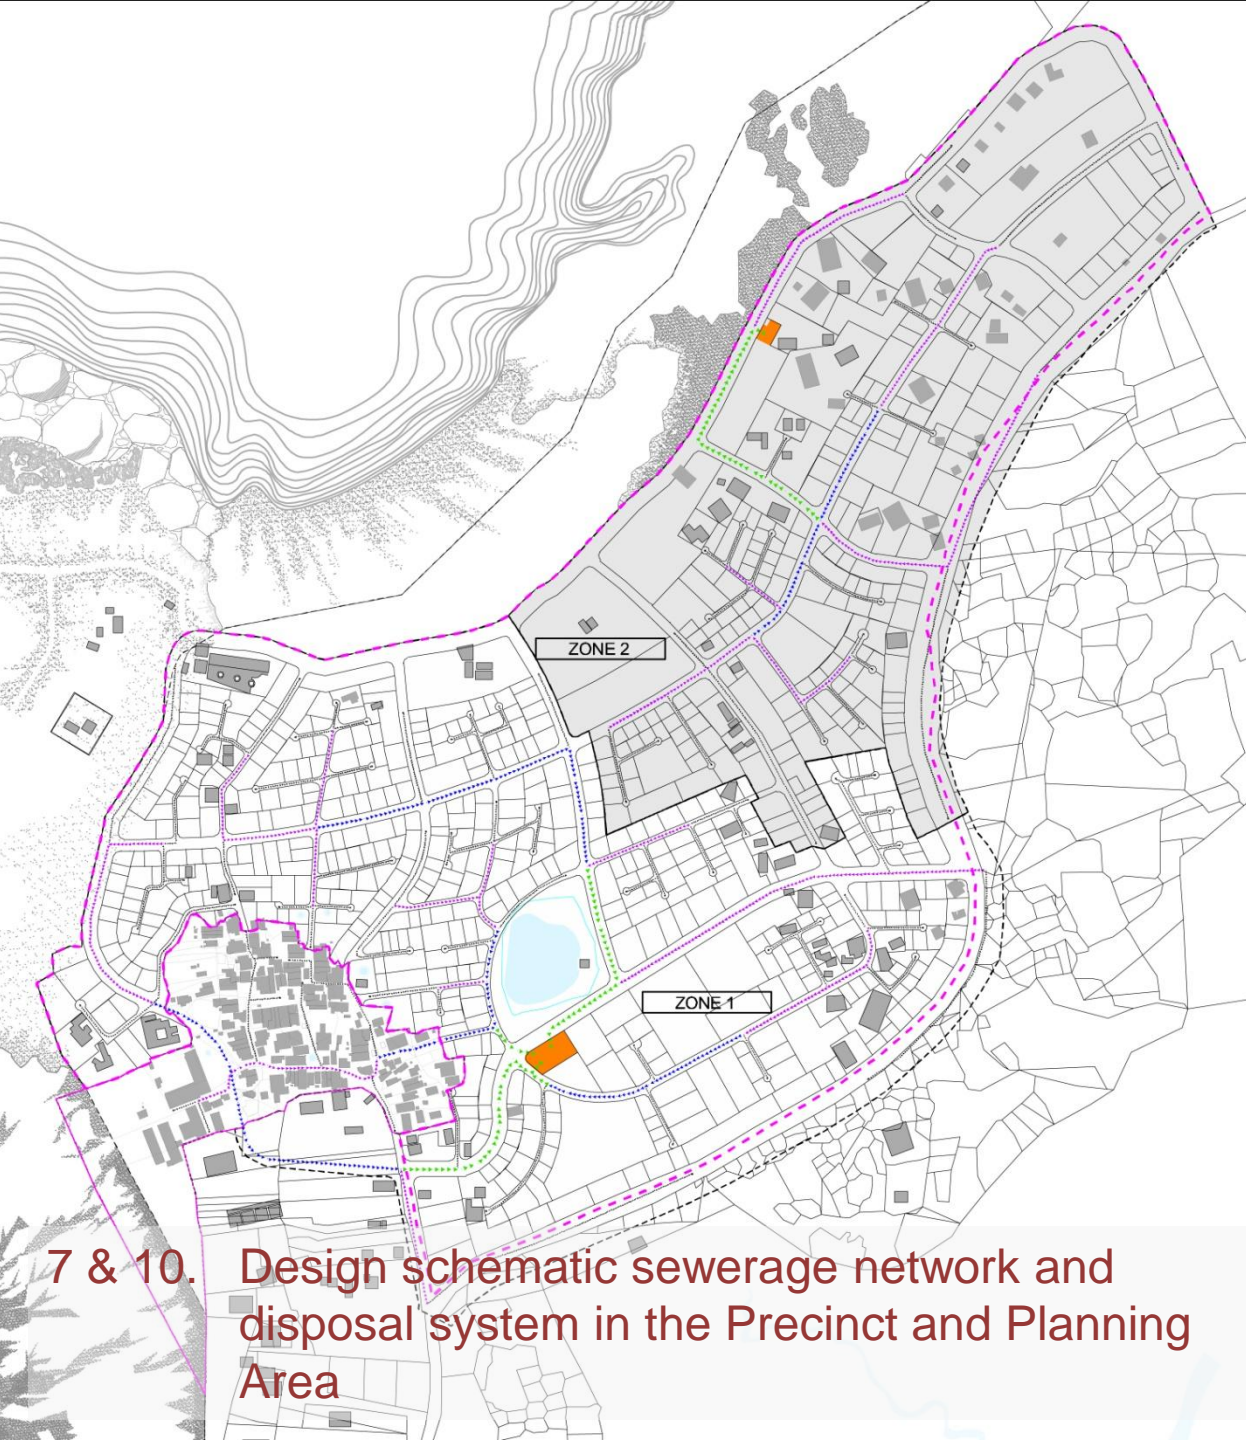 ZONE 2
ZONE 1
7 & 10. Design schematic sewerage network and
disposal system in the Precinct and Planning
Area